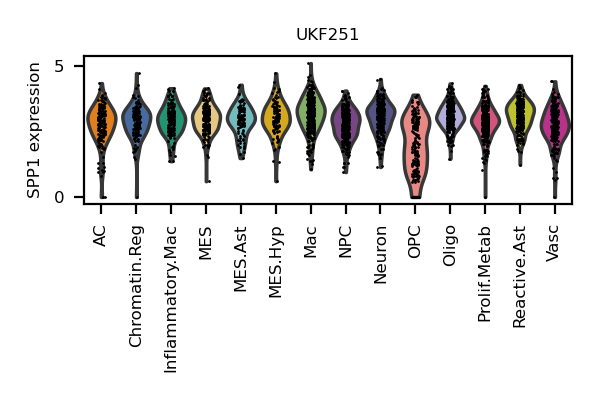 UKF251
SPP1 expression
5
0
AC
Chromatin.Reg
Inflammatory.Mac
MES
MES.Ast
MES.Hyp
Mac
NPC
Neuron
OPC
Oligo
Prolif.Metab
Reactive.Ast
Vasc